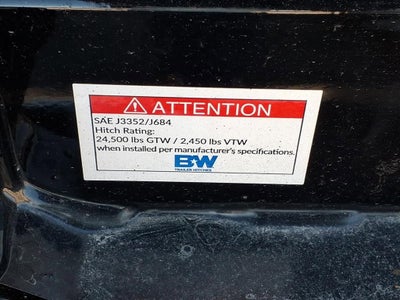 ATTENTION
SAE J3352/J684
Hitch Rating:
24,500 lbs GTW / 2,450 lbs VTW
when installed per manufacturer's specifications.
B&W
TRAILER HITCHES